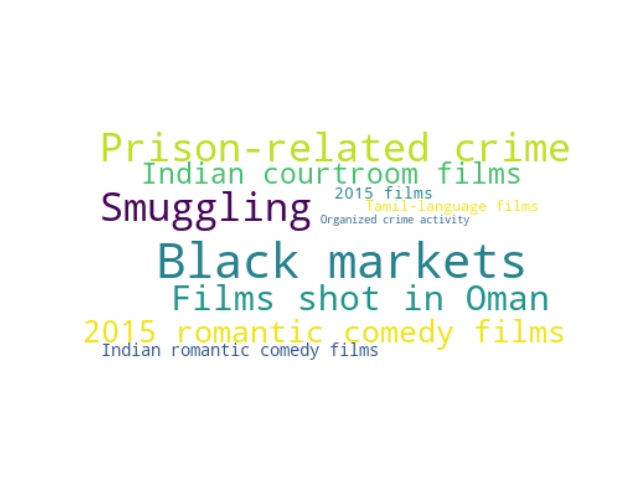 Prison-related crime
Indian courtroom films
Smuggling
2015 films
Tamil-language films
Organized crime activity
Black markets
Films shot in Oman
2015 romantic comedy films
Indian romantic comedy films